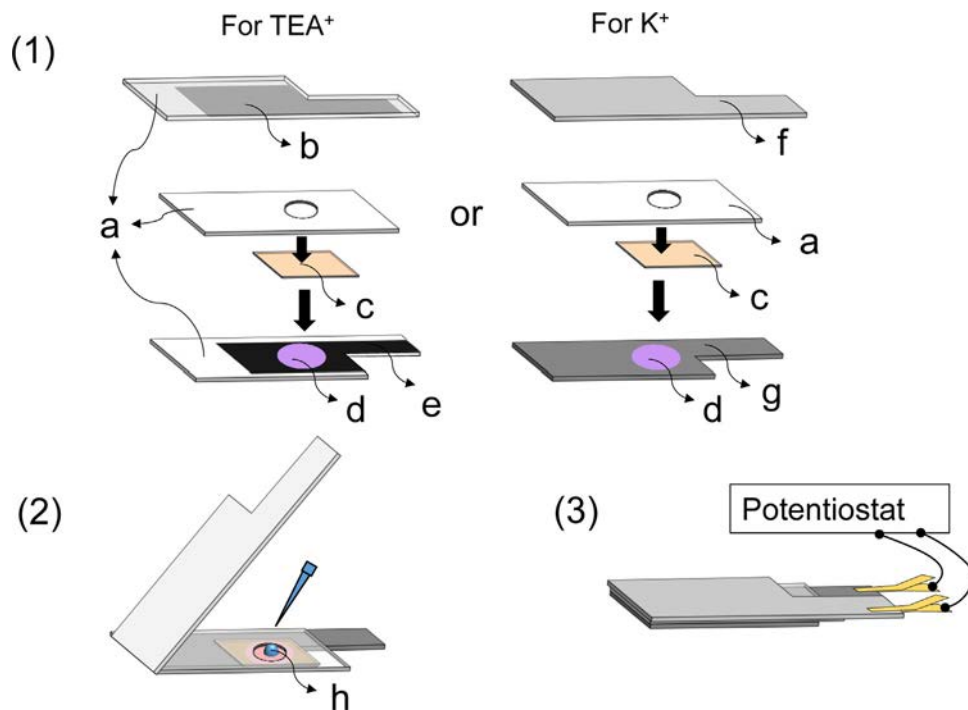 For TEA⁺
For K⁺
(1)
b
f
a
or
a
c
c
d
e
d
g
(2)
(3)
Potentiostat
h